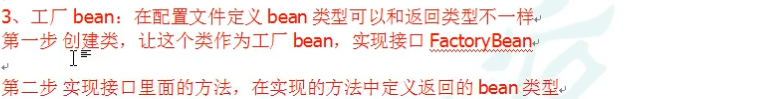 3、工厂 bean：在配置文件定义 bean 类型可以和返回类型不一样
第一步 创建类，让这个类作为工厂 bean，实现接口 FactoryBean
第二步 实现接口里面的方法，在实现的方法中定义返回的 bean 类型